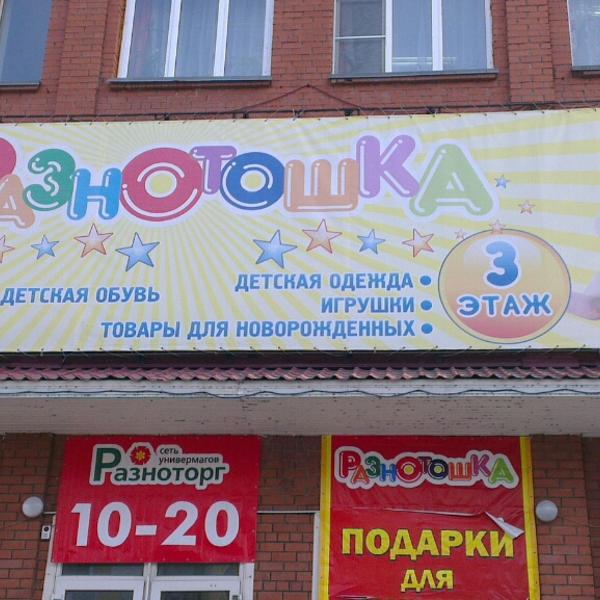 РАЗНОТОШКА
ДЕТСКАЯ ОБУВЬ
ДЕТСКАЯ ОДЕЖДА •
ИГРУШКИ •
ТОВАРЫ ДЛЯ НОВОРОЖДЕННЫХ •
3
ЭТАЖ
сеть
универмагов
Разноторг
10-20
РАЗНОТОШКА
ПОДАРКИ
ДЛЯ